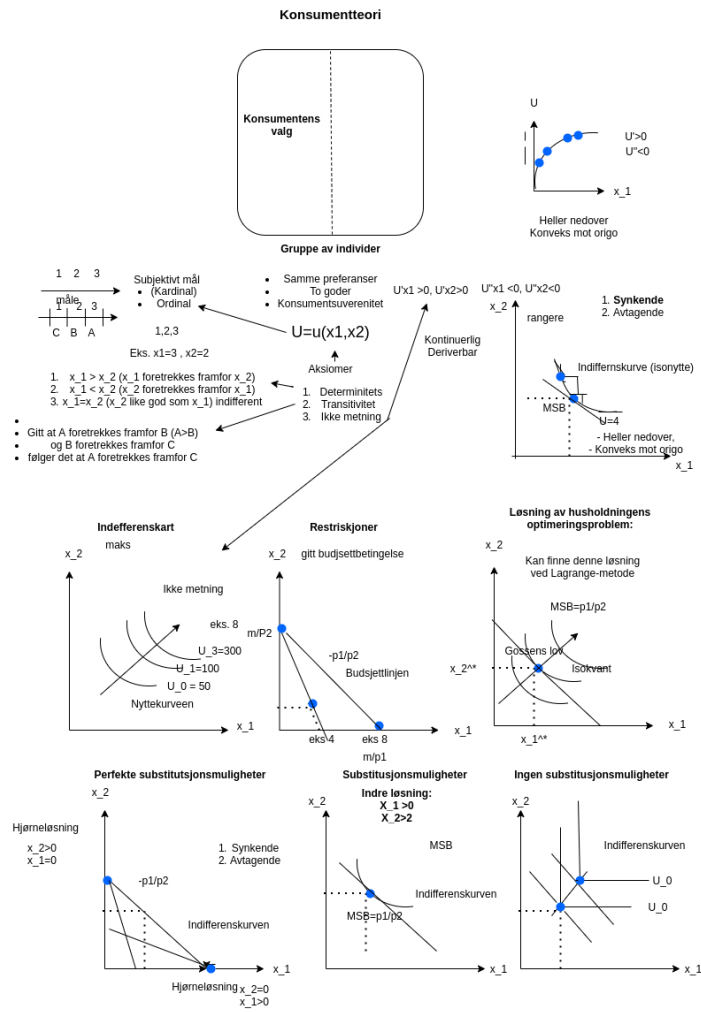 Konsumentteori
Konsumentens
valg
U
U'>0
U"<0
x_1
Heller nedover
Konveks mot origo
Gruppe av individer
1 2 3
måle
1 2 3
C B A
Subjektivt mål
(Kardinal)
Ordinal
1,2,3
Eks. x1=3 , x2=2
Samme preferanser
To goder
Konsumentsuverenitet
U=u(x1,x2)
Aksiomer
1. Determinitets
2. Transitivitet
3. Ikke metning
U'x1 >0, U'x2>0
Kontinuerlig
Deriverbar
U"x1 <0, U"x2<0
x_2
rangere
1. Synkende
2. Avtagende
Indiffernskurve (isonytte)
MSB
U=4
- Heller nedover,
- Konveks mot origo
x_1
1. x_1 > x_2 (x_1 foretrekkes framfor x_2)
2. x_1 < x_2 (x_2 foretrekkes framfor x_1)
3. x_1=x_2 (x_2 like god som x_1) indifferent
Gitt at A foretrekkes framfor B (A>B)
og B foretrekkes framfor C
følger det at A foretrekkes framfor C
Indefferenskart
maks
x_2
Ikke metning
eks. 8
U_3=300
U_1=100
U_0 = 50
Nyttekurveen
x_1
Restriskjoner
x_2
gitt budjsettbetingelse
m/P2
-p1/p2
Budsjettlinjen
x_1
eks 4
eks 8
m/p1
Løsning av husholdningens
optimeringsproblem:
x_2
Kan finne denne løsning
ved Lagrange-metode
MSB=p1/p2
Gossens lov
x_2^*
Isokvant
x_1
x_1^*
Perfekte substitutsjonsmuligheter
x_2
Hjørneløsning
x_2>0
x_1=0
1. Synkende
2. Avtagende
-p1/p2
Indifferenskurven
x_1
Hjørneløsning
x_2=0
x_1>0
Substitusjonsmuligheter
Indre løsning:
X_1 >0
X_2>2
x_2
MSB
Indifferenskurven
MSB=p1/p2
x_1
Ingen substitusjonsmuligheter
x_2
Indifferenskurven
U_0
U_0
x_1